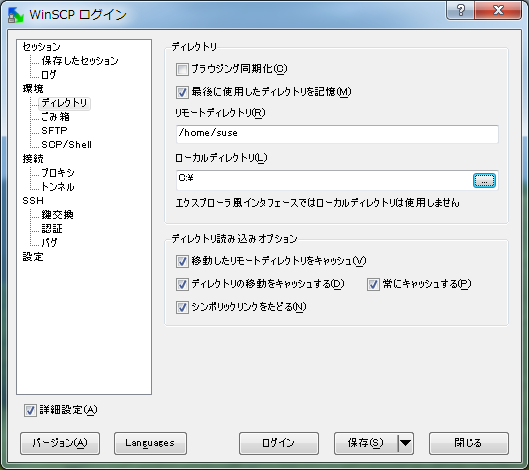 WinSCP ログイン
セッション
保存したセッション
ログ
環境
ディレクトリ
ごみ箱
SFTP
SCP/Shell
接続
プロキシ
トンネル
SSH
鍵交換
認証
バグ
設定
ディレクトリ
ブラウジング同期化(C)
最後に使用したディレクトリを記憶(M)
リモートディレクトリ(R)
/home/suse
ローカルディレクトリ(L)
C:¥
...
エクスプローラ風インタフェースではローカルディレクトリは使用しません
ディレクトリ読み込みオプション
移動したリモートディレクトリをキャッシュ(V)
ディレクトリの移動をキャッシュする(D) 常にキャッシュする(P)
シンボリックリンクをたどる(N)
詳細設定(A)
バージョン(A) Languages ログイン 保存(S) 閉じる